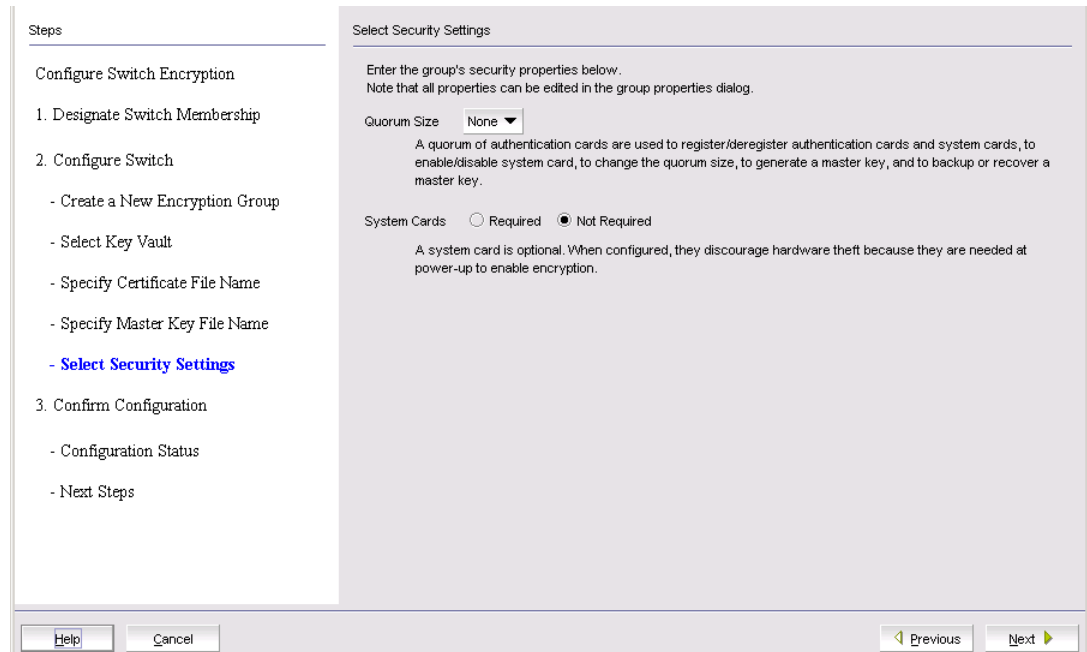 Steps
Configure Switch Encryption
1. Designate Switch Membership
2. Configure Switch
- Create a New Encryption Group
- Select Key Vault
- Specify Certificate File Name
- Specify Master Key File Name
- Select Security Settings
3. Confirm Configuration
- Configuration Status
- Next Steps
Select Security Settings
Enter the group's security properties below.
Note that all properties can be edited in the group properties dialog.
Quorum Size None
A quorum of authentication cards are used to register/deregister authentication cards and system cards, to
enable/disable system card, to change the quorum size, to generate a master key, and to backup or recover a
master key.
System Cards Required Not Required
A system card is optional. When configured, they discourage hardware theft because they are needed at
power-up to enable encryption.
Help Cancel Previous Next